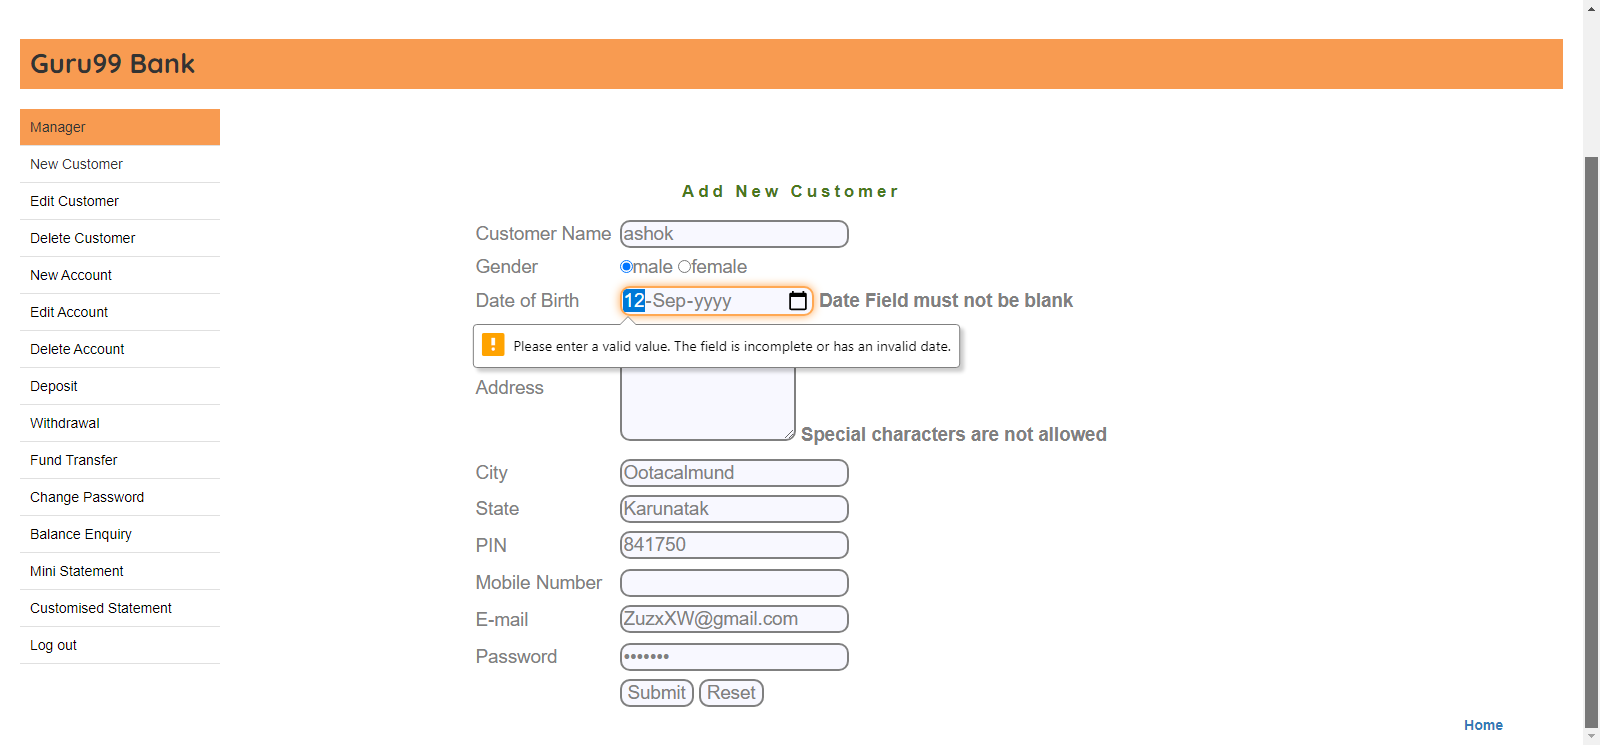 Guru99 Bank
Manager
New Customer
Edit Customer
Delete Customer
New Account
Edit Account
Delete Account
Deposit
Withdrawal
Fund Transfer
Change Password
Balance Enquiry
Mini Statement
Customised Statement
Log out
Add New Customer
Customer Name ashok
Gender male female
Date of Birth 12-Sep-yyyy Date Field must not be blank
Please enter a valid value. The field is incomplete or has an invalid date.
Address
Special characters are not allowed
City Ootacalmund
State Karunatak
PIN 841750
Mobile Number
E-mail ZuzxXW@gmail.com
Password •••••••
Submit Reset
Home